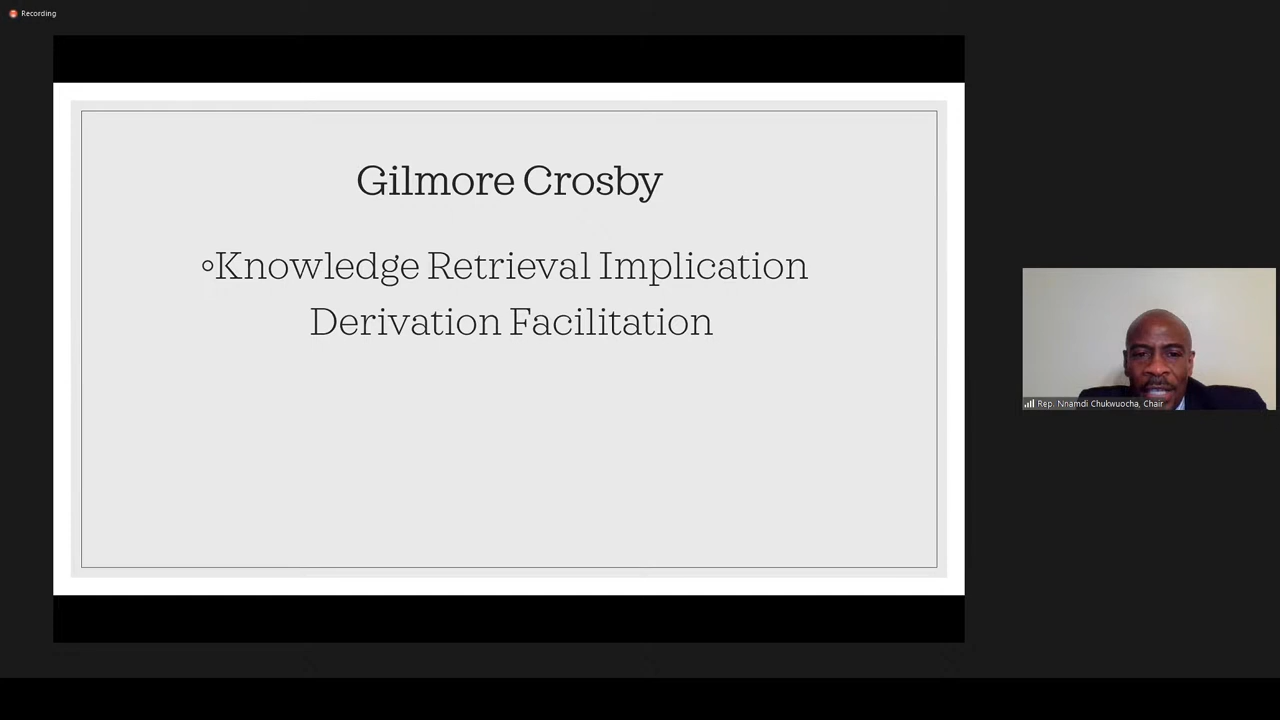 Recording
Gilmore Crosby
◦Knowledge Retrieval Implication
Derivation Facilitation
Rep. Nnamdi Chukwuocha, Chair